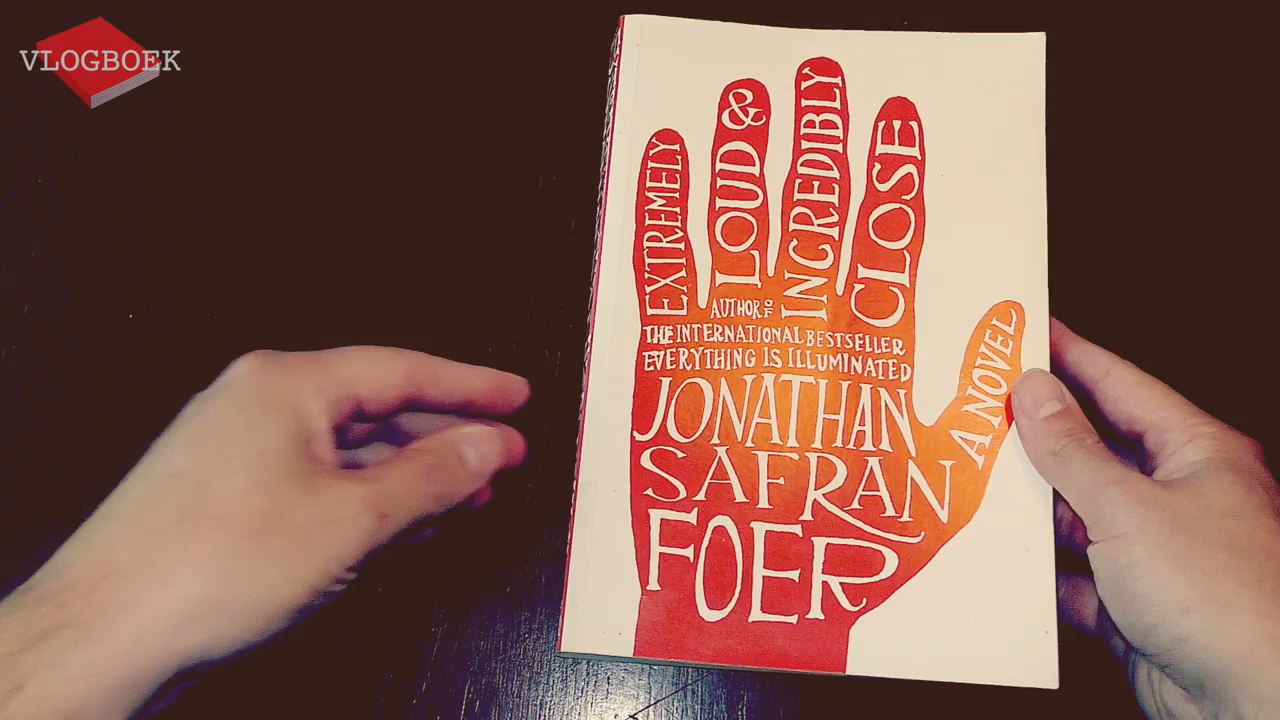 VLOGBOEK
EXTREMELY
LOUD &
INCREDIBLY
CLOSE
AUTHOR OF
THE INTERNATIONAL BESTSELLER
EVERYTHING IS ILLUMINATED
JONATHAN
SAFRAN
FOER
A NOVEL